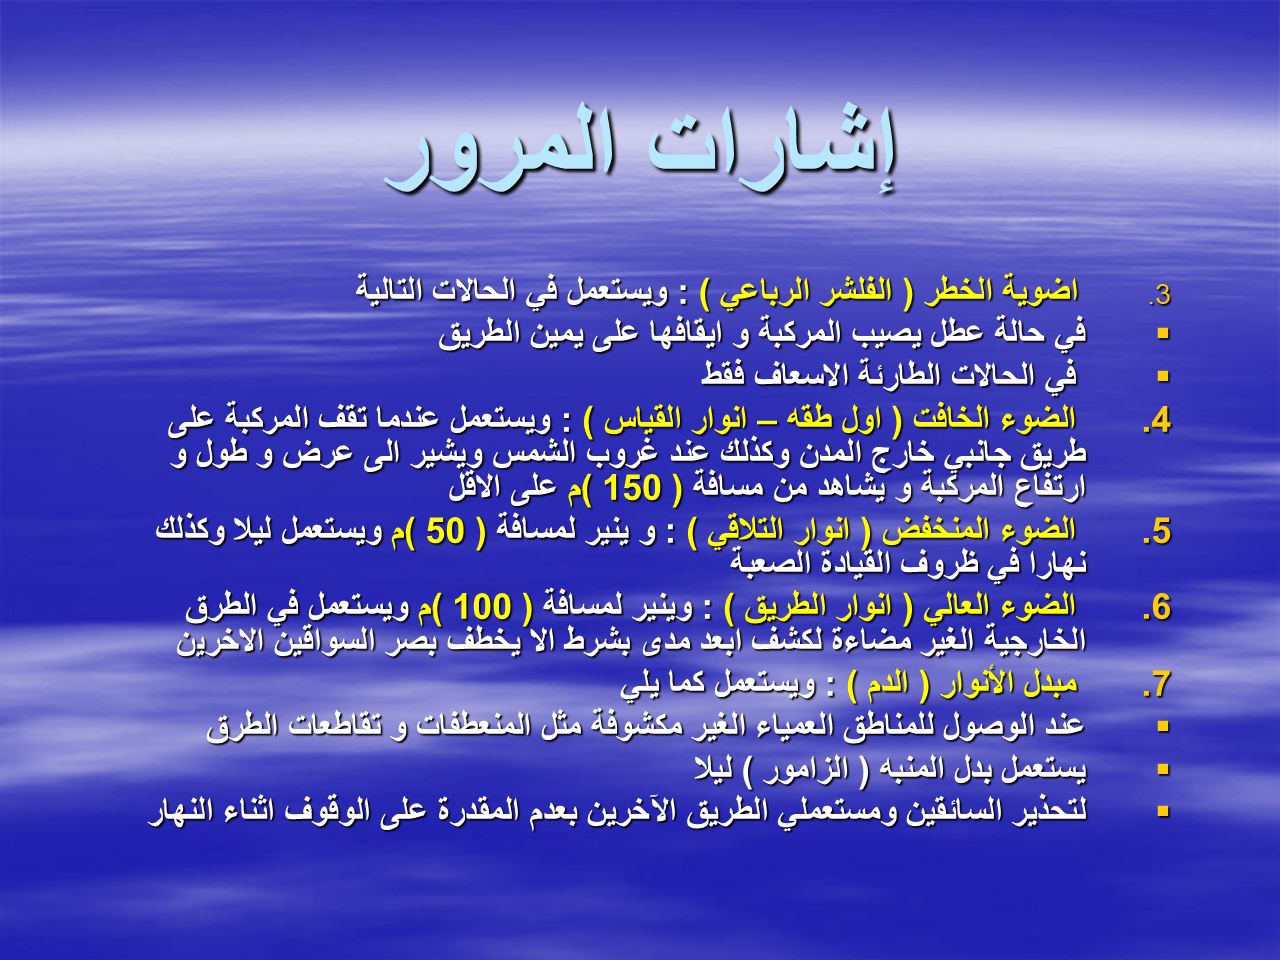 إشارات المرور
3. اضوية الخطر ( الفلشر الرباعي ) : ويستعمل في الحالات التالية
▪ في حالة عطل يصيب المركبة و ايقافها على يمين الطريق
▪ في الحالات الطارئة الاسعاف فقط
4. الضوء الخافت ( اول طقه – انوار القياس ) : ويستعمل عندما تقف المركبة على
طريق جانبي خارج المدن وكذلك عند غروب الشمس ويشير الى عرض و طول و
ارتفاع المركبة و يشاهد من مسافة ( 150 )م على الاقل
5. الضوء المنخفض ( انوار التلاقي ) : و ينير لمسافة ( 50 )م ويستعمل ليلا وكذلك
نهارا في ظروف القيادة الصعبة
6. الضوء العالي ( انوار الطريق ) : وينير لمسافة ( 100 )م ويستعمل في الطرق
الخارجية الغير مضاءة لكشف ابعد مدى بشرط الا يخطف بصر السواقين الاخرين
7. مبدل الأنوار ( الدم ) : ويستعمل كما يلي
▪ عند الوصول للمناطق العمياء الغير مكشوفة مثل المنعطفات و تقاطعات الطرق
▪ يستعمل بدل المنبه ( الزامور ) ليلا
▪ لتحذير السائقين ومستعملي الطريق الآخرين بعدم المقدرة على الوقوف اثناء النهار